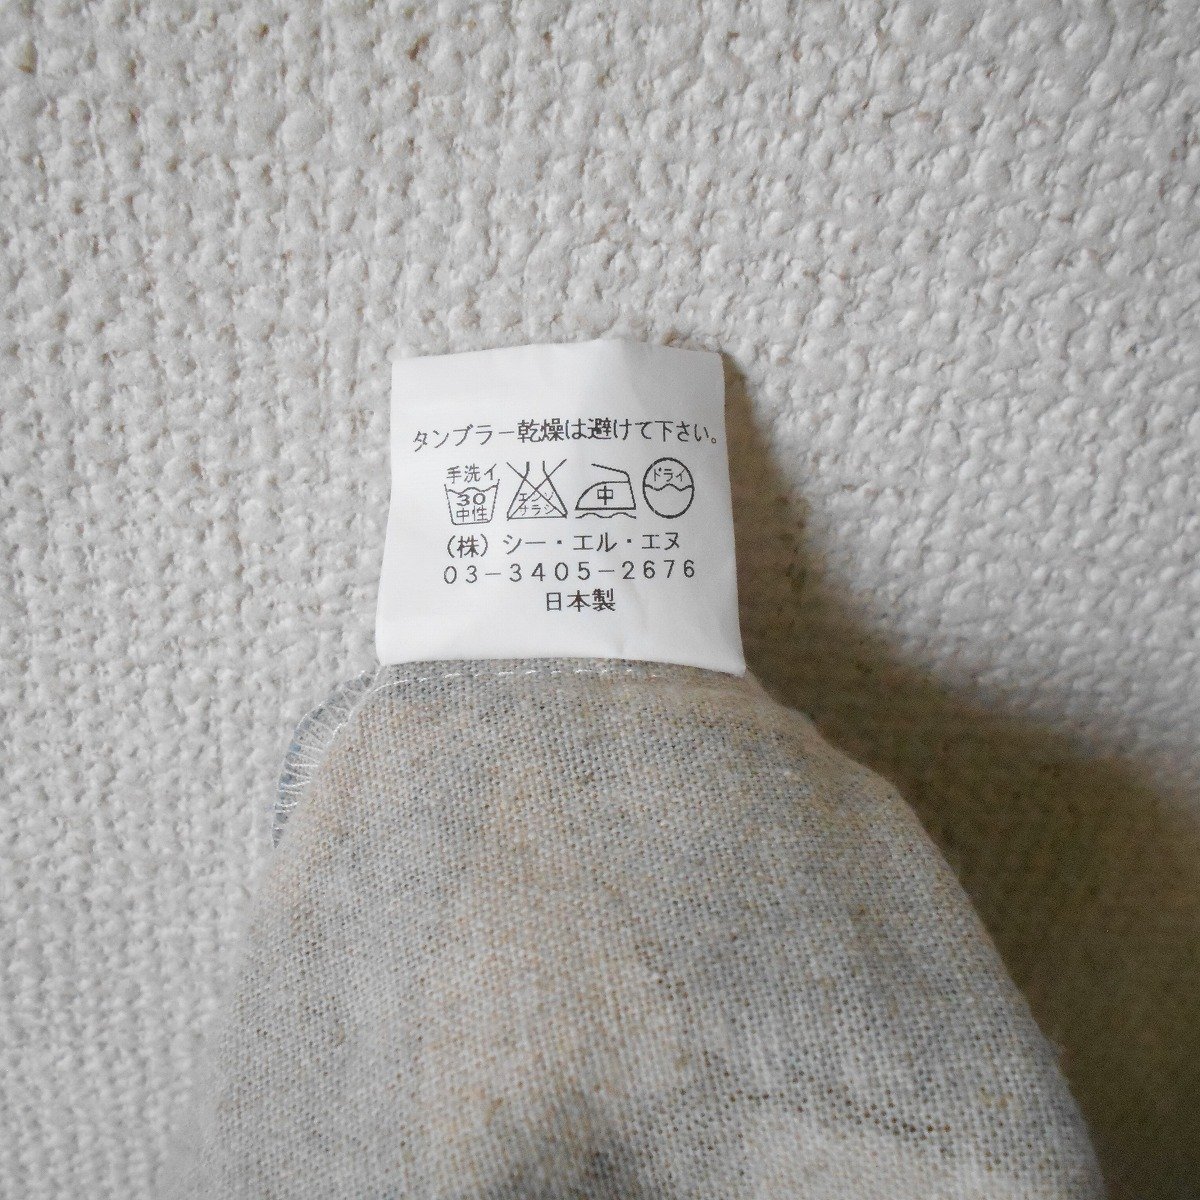 タンブラー乾燥は避けて下さい。
手洗イ
30
中性
エンソ
サラシ
中
ドライ
(株)シー・エル・エヌ
03-3405-2676
日本製